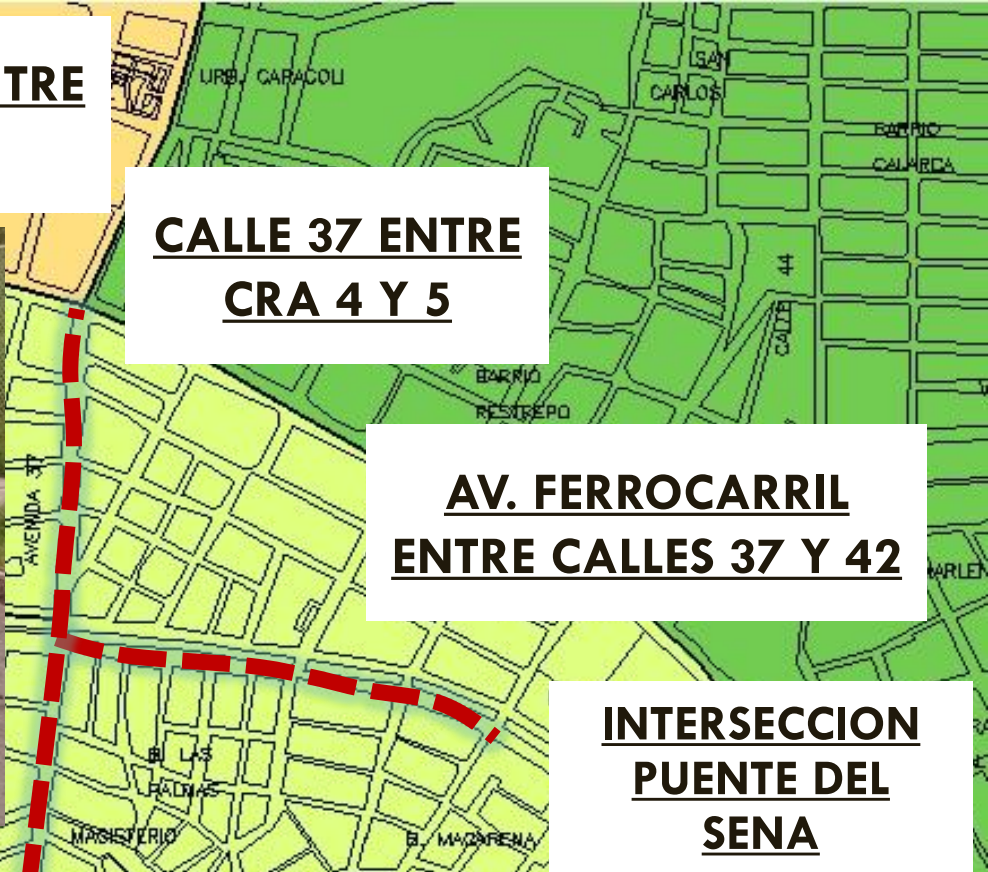 TRE
URB. CARACOLI
SAN
CARLOS
BARRIO
CALARCA
CALLE 37 ENTRE
CRA 4 Y 5
CALLE 44
BARRIO
RESTREPO
AVENIDA 37
AV. FERROCARRIL
ENTRE CALLES 37 Y 42
INTERSECCION
PUENTE DEL
SENA
B. LAS
PALMAS
MAGISTERIO
B. MACARENA